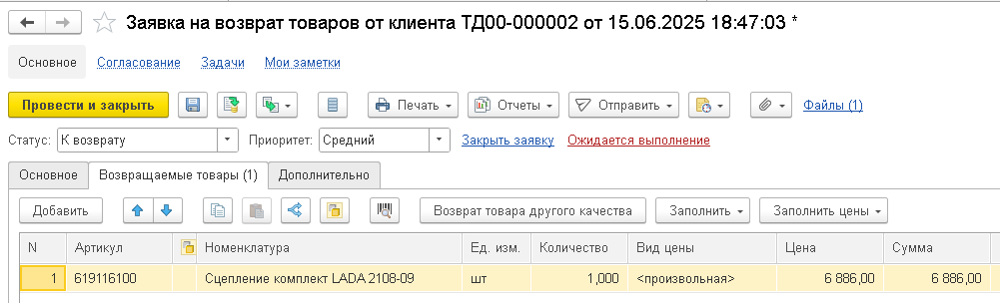 Заявка на возврат товаров от клиента ТД00-000002 от 15.06.2025 18:47:03 *
Основное Согласование Задачи Мои заметки
Провести и закрыть Печать Отчеты Отправить Файлы (1)
Статус: К возврату Приоритет: Средний Закрыть заявку Ожидается выполнение
Основное Возвращаемые товары (1) Дополнительно
Добавить Возврат товара другого качества Заполнить Заполнить цены
N Артикул Номенклатура Ед. изм. Количество Вид цены Цена Сумма
1 619116100 Сцепление комплект LADA 2108-09 шт 1,000 <произвольная> 6 886,00 6 886,00